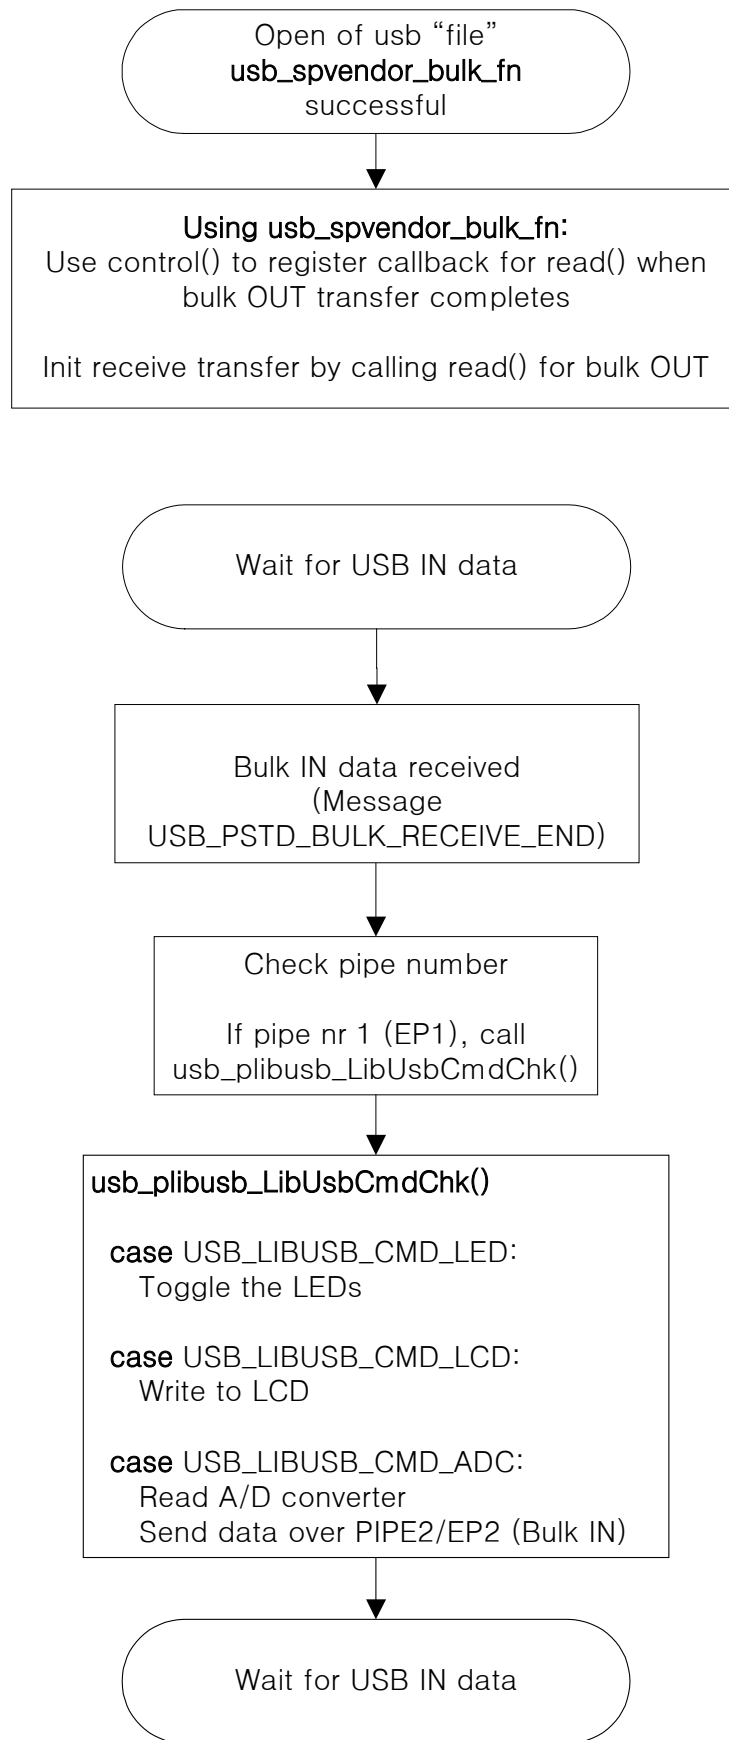 Open of usb “file”
usb_spvendor_bulk_fn
successful
Using usb_spvendor_bulk_fn:
Use control() to register callback for read() when
bulk OUT transfer completes
Init receive transfer by calling read() for bulk OUT
Wait for USB IN data
Bulk IN data received
(Message
USB_PSTD_BULK_RECEIVE_END)
Check pipe number
If pipe nr 1 (EP1), call
usb_plibusb_LibUsbCmdChk()
usb_plibusb_LibUsbCmdChk()
case USB_LIBUSB_CMD_LED:
Toggle the LEDs
case USB_LIBUSB_CMD_LCD:
Write to LCD
case USB_LIBUSB_CMD_ADC:
Read A/D converter
Send data over PIPE2/EP2 (Bulk IN)
Wait for USB IN data